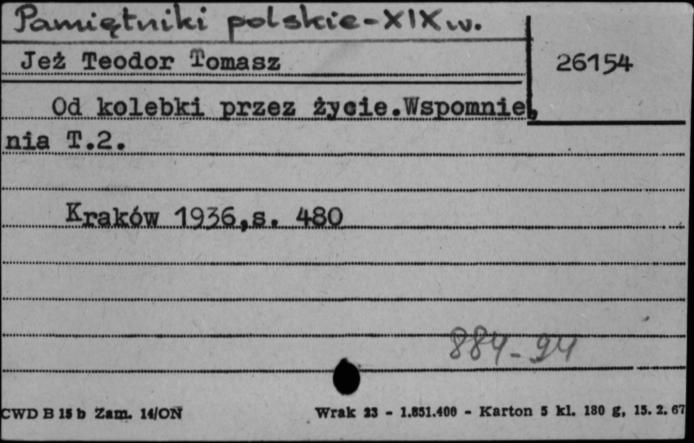 Pamiętniki polskie-XIX w.
Jeż Teodor Tomasz
26154
Od kolebki przez życie.Wspomnie
nia T.2.
Kraków 1936,s. 480
884-94
CWD B 15 b Zam. 14/ON
Wrak 23 - 1.851.400 - Karton 5 kl. 180 g, 15. 2. 67